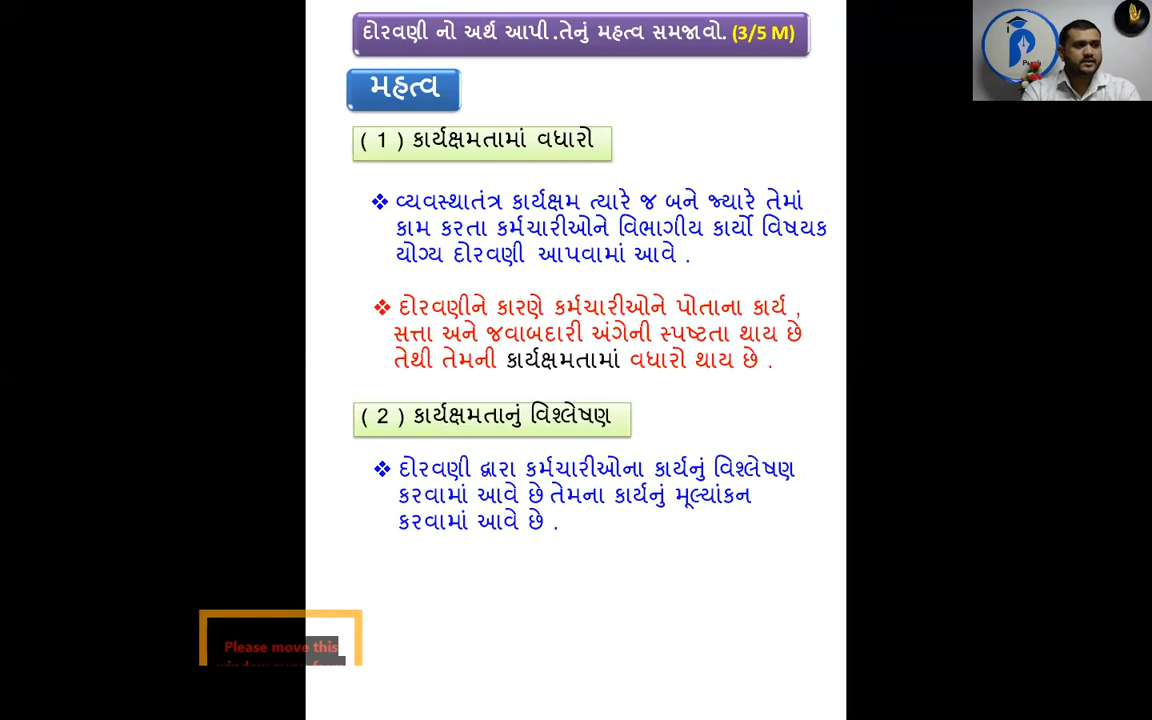 દોરવણી નો અર્થ આપી .તેનું મહત્વ સમજાવો. (3/5 M)
મહત્વ
( 1 ) કાર્યક્ષમતામાં વધારો
❖ વ્યવસ્થાતંત્ર કાર્યક્ષમ ત્યારે જ બને જ્યારે તેમાં
કામ કરતા કર્મચારીઓને વિભાગીય કાર્યો વિષયક
યોગ્ય દોરવણી આપવામાં આવે .
❖ દોરવણીને કારણે કર્મચારીઓને પોતાના કાર્ય ,
સત્તા અને જવાબદારી અંગેની સ્પષ્ટતા થાય છે
તેથી તેમની કાર્યક્ષમતામાં વધારો થાય છે .
( 2 ) કાર્યક્ષમતાનું વિશ્લેષણ
❖ દોરવણી દ્વારા કર્મચારીઓના કાર્યનું વિશ્લેષણ
કરવામાં આવે છે તેમના કાર્યનું મૂલ્યાંકન
કરવામાં આવે છે .
Please move this